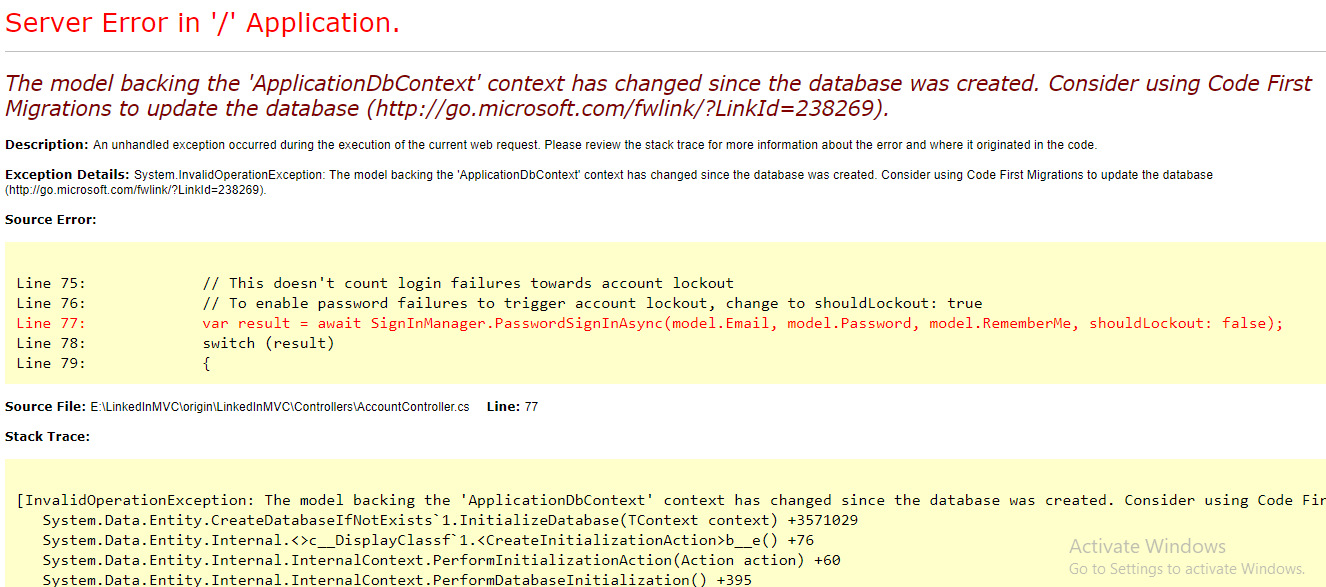 Server Error in '/' Application.
The model backing the 'ApplicationDbContext' context has changed since the database was created. Consider using Code First
Migrations to update the database (http://go.microsoft.com/fwlink/?LinkId=238269).
Description: An unhandled exception occurred during the execution of the current web request. Please review the stack trace for more information about the error and where it originated in the code.
Exception Details: System.InvalidOperationException: The model backing the 'ApplicationDbContext' context has changed since the database was created. Consider using Code First Migrations to update the database
(http://go.microsoft.com/fwlink/?LinkId=238269).
Source Error:
Line 75: // This doesn't count login failures towards account lockout
Line 76: // To enable password failures to trigger account lockout, change to shouldLockout: true
Line 77: var result = await SignInManager.PasswordSignInAsync(model.Email, model.Password, model.RememberMe, shouldLockout: false);
Line 78: switch (result)
Line 79: {
Source File: E:\LinkedInMVC\origin\LinkedInMVC\Controllers\AccountController.cs Line: 77
Stack Trace:
[InvalidOperationException: The model backing the 'ApplicationDbContext' context has changed since the database was created. Consider using Code Fir
System.Data.Entity.CreateDatabaseIfNotExists`1.InitializeDatabase(TContext context) +3571029
System.Data.Entity.Internal.<>c__DisplayClassf`1.<CreateInitializationAction>b__e() +76
System.Data.Entity.Internal.InternalContext.PerformInitializationAction(Action action) +60
System.Data.Entity.Internal.InternalContext.PerformDatabaseInitialization() +395
Activate Windows
Go to Settings to activate Windows.